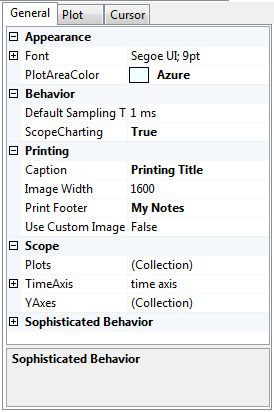 General Plot Cursor
Appearance
Font Segoe UI; 9pt
PlotAreaColor Azure
Behavior
Default Sampling T 1 ms
ScopeCharting True
Printing
Caption Printing Title
Image Width 1600
Print Footer My Notes
Use Custom Image False
Scope
Plots (Collection)
TimeAxis time axis
YAxes (Collection)
Sophisticated Behavior
Sophisticated Behavior